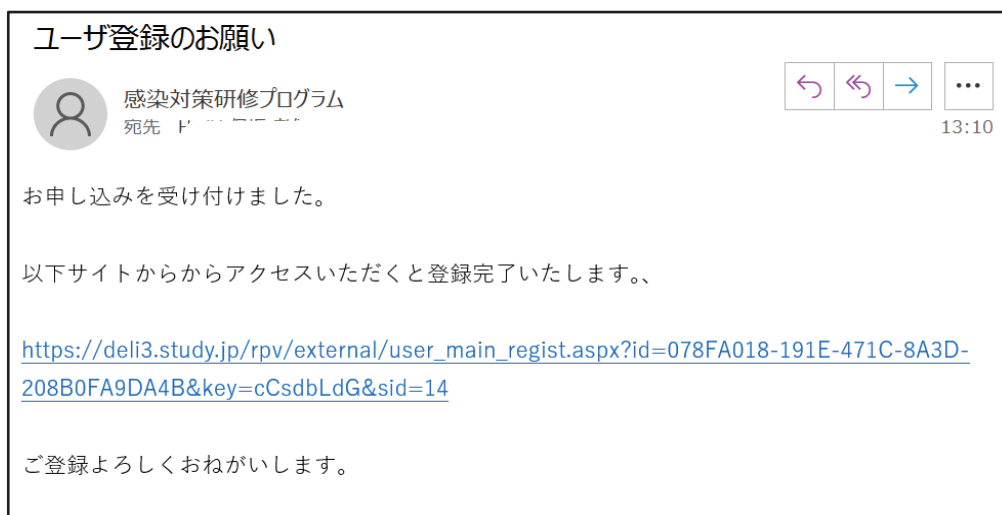 ユーザ登録のお願い
感染対策研修プログラム
宛先
13:10
お申し込みを受け付けました。
以下サイトからからアクセスいただくと登録完了いたします。、
https://deli3.study.jp/rpv/external/user_main_regist.aspx?id=078FA018-191E-471C-8A3D-
208B0FA9DA4B&key=cCsdbLdG&sid=14
ご登録よろしくおねがいします。